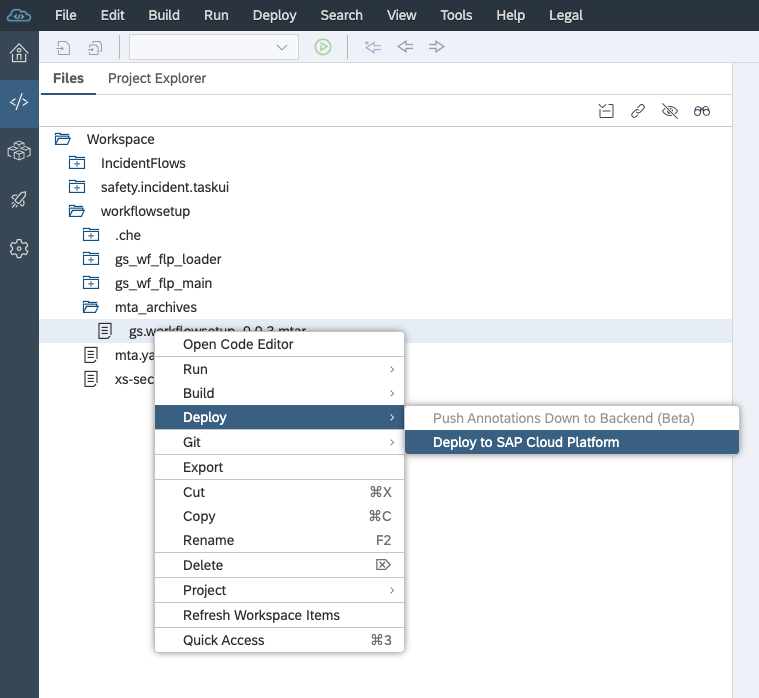 File Edit Build Run Deploy Search View Tools Help Legal
Files Project Explorer
Workspace
IncidentFlows
safety.incident.taskui
workflowsetup
.che
gs_wf_flp_loader
gs_wf_flp_main
mta_archives
gs.workflowsetup_0.0.3.mtar
mta.ya
xs-sec
Open Code Editor
Run
Build
Deploy
Push Annotations Down to Backend (Beta)
Deploy to SAP Cloud Platform
Git
Export
Cut ⌘X
Copy ⌘C
Rename F2
Delete ⌦
Project
Refresh Workspace Items
Quick Access ⌘3